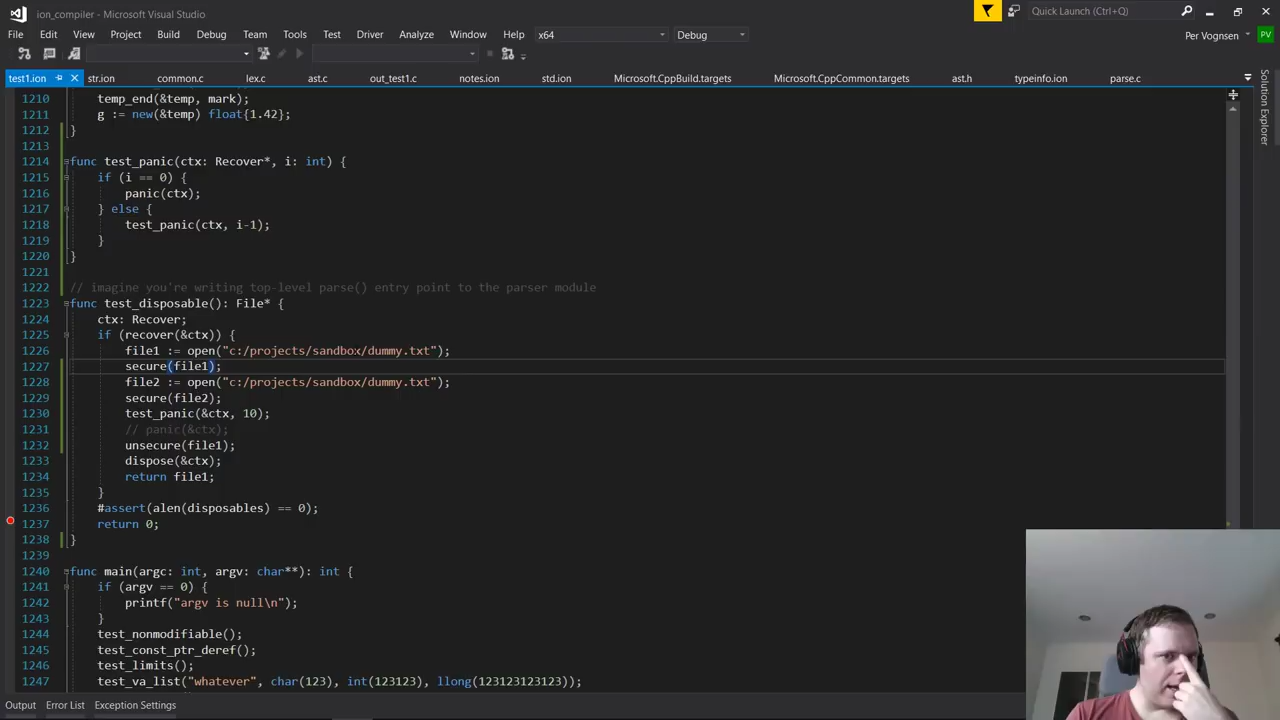 ion_compiler - Microsoft Visual Studio
Quick Launch (Ctrl+Q)
File Edit View Project Build Debug Team Tools Test Driver Analyze Window Help x64 Debug Per Vognsen PV
test1.ion str.ion common.c lex.c ast.c out_test1.c notes.ion std.ion Microsoft.CppBuild.targets Microsoft.CppCommon.targets ast.h typeinfo.ion parse.c
Solution Explorer
1210 temp_end(&temp, mark);
1211 g := new(&temp) float{1.42};
1212 }
1213
1214 func test_panic(ctx: Recover*, i: int) {
1215 if (i == 0) {
1216 panic(ctx);
1217 } else {
1218 test_panic(ctx, i-1);
1219 }
1220 }
1221
1222 // imagine you're writing top-level parse() entry point to the parser module
1223 func test_disposable(): File* {
1224 ctx: Recover;
1225 if (recover(&ctx)) {
1226 file1 := open("c:/projects/sandbox/dummy.txt");
1227 secure(file1);
1228 file2 := open("c:/projects/sandbox/dummy.txt");
1229 secure(file2);
1230 test_panic(&ctx, 10);
1231 // panic(&ctx);
1232 unsecure(file1);
1233 dispose(&ctx);
1234 return file1;
1235 }
1236 #assert(alen(disposables) == 0);
1237 return 0;
1238 }
1239
1240 func main(argc: int, argv: char**): int {
1241 if (argv == 0) {
1242 printf("argv is null\n");
1243 }
1244 test_nonmodifiable();
1245 test_const_ptr_deref();
1246 test_limits();
1247 test_va_list("whatever", char(123), int(123123), llong(123123123123));
Output Error List Exception Settings